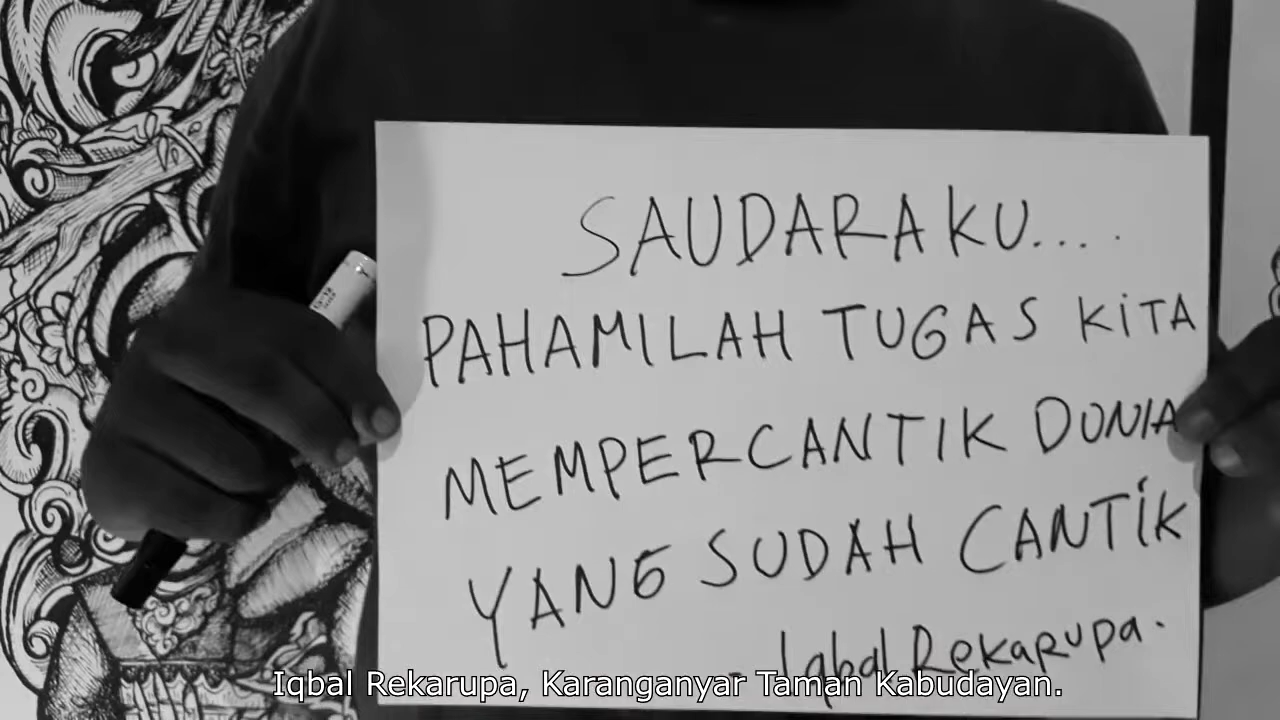 SAUDARAKU....
PAHAMILAH TUGAS KITA
MEMPERCANTIK DUNIA
YANG SUDAH CANTIK
- Iqbal Rekarupa.
Iqbal Rekarupa, Karanganyar Taman Kabudayan.